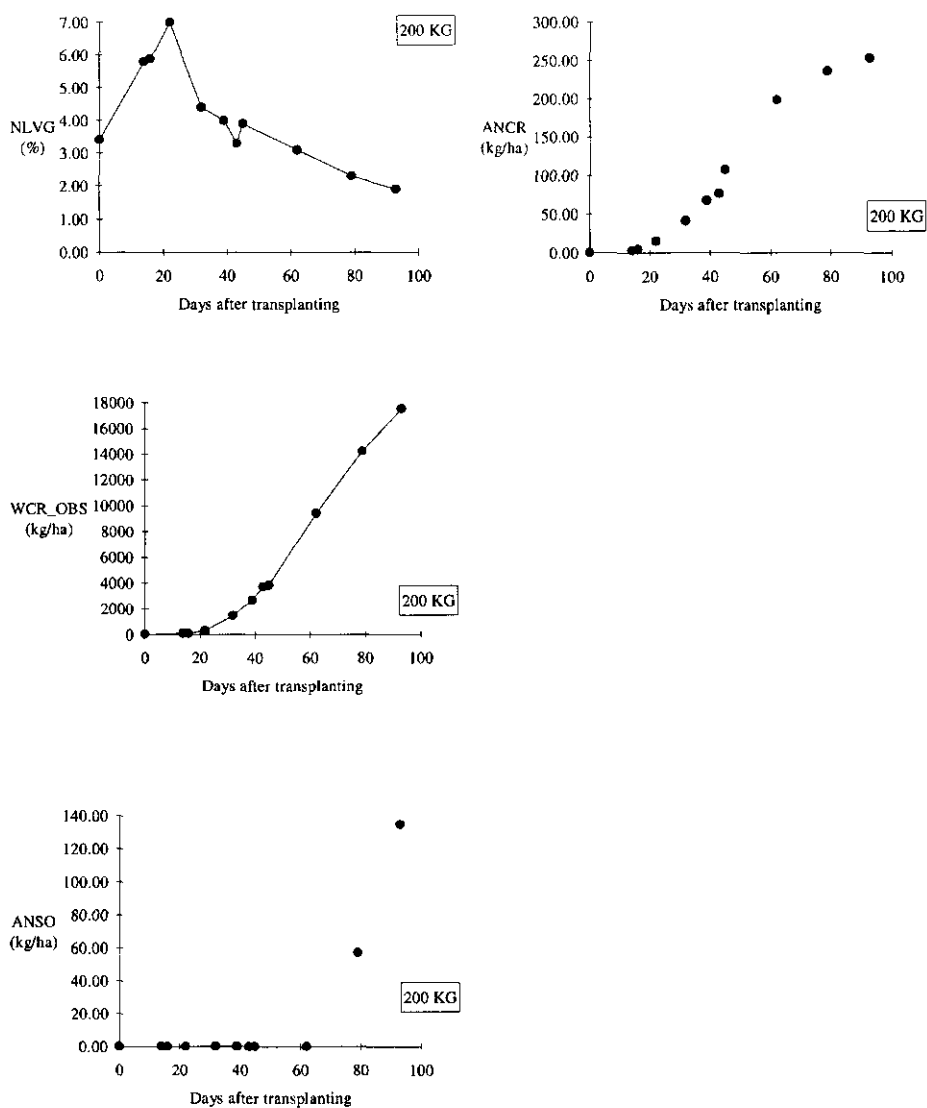 7.00
6.00
5.00
4.00
3.00
2.00
1.00
0.00
NLVG
(%)
200 KG
0 20 40 60 80 100
Days after transplanting
250.00
200.00
150.00
100.00
50.00
0.00
ANCR
(kg/ha)
200 KG
0 20 40 60 80 100
Days after transplanting
18000
16000
14000
12000
10000
8000
6000
4000
2000
0
WCR_OBS
(kg/ha)
200 KG
0 20 40 60 80 100
Days after transplanting
140.00
120.00
100.00
80.00
60.00
40.00
20.00
0.00
ANSO
(kg/ha)
200 KG
0 20 40 60 80 100
Days after transplanting